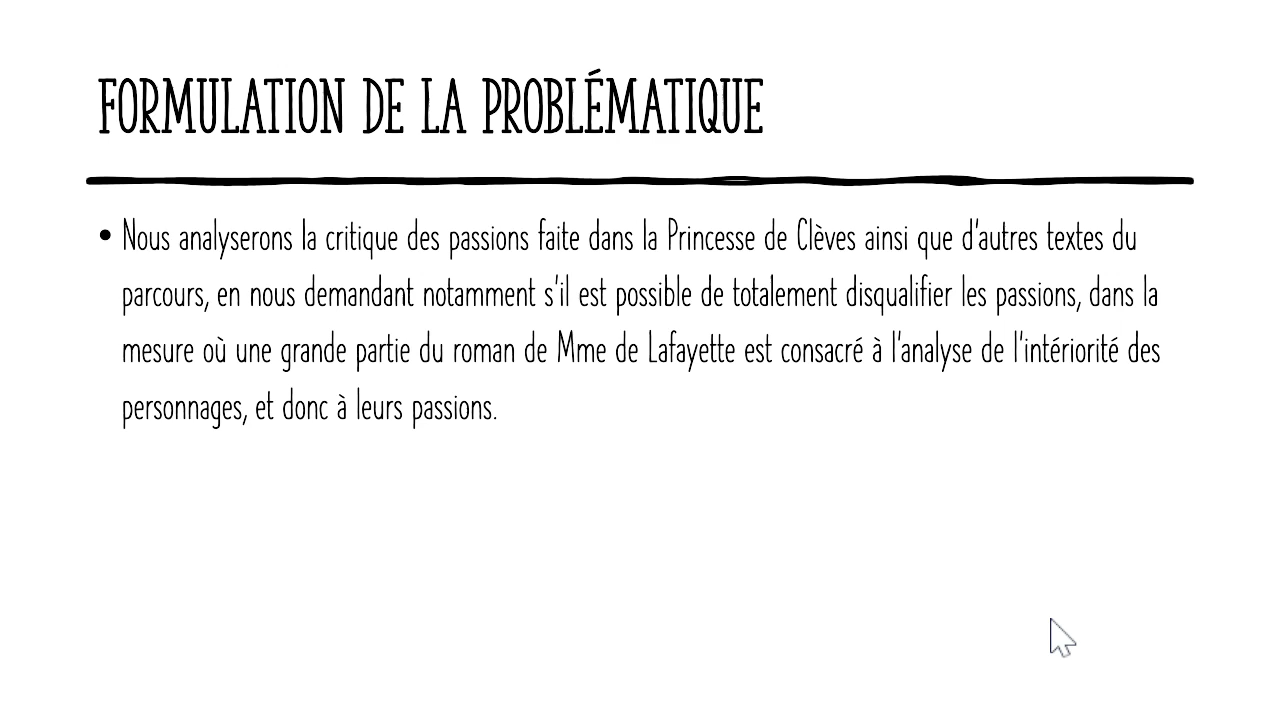 FORMULATION DE LA PROBLÉMATIQUE
• Nous analyserons la critique des passions faite dans la Princesse de Clèves ainsi que d'autres textes du
parcours, en nous demandant notamment s'il est possible de totalement disqualifier les passions, dans la
mesure où une grande partie du roman de Mme de Lafayette est consacré à l'analyse de l'intériorité des
personnages, et donc à leurs passions.